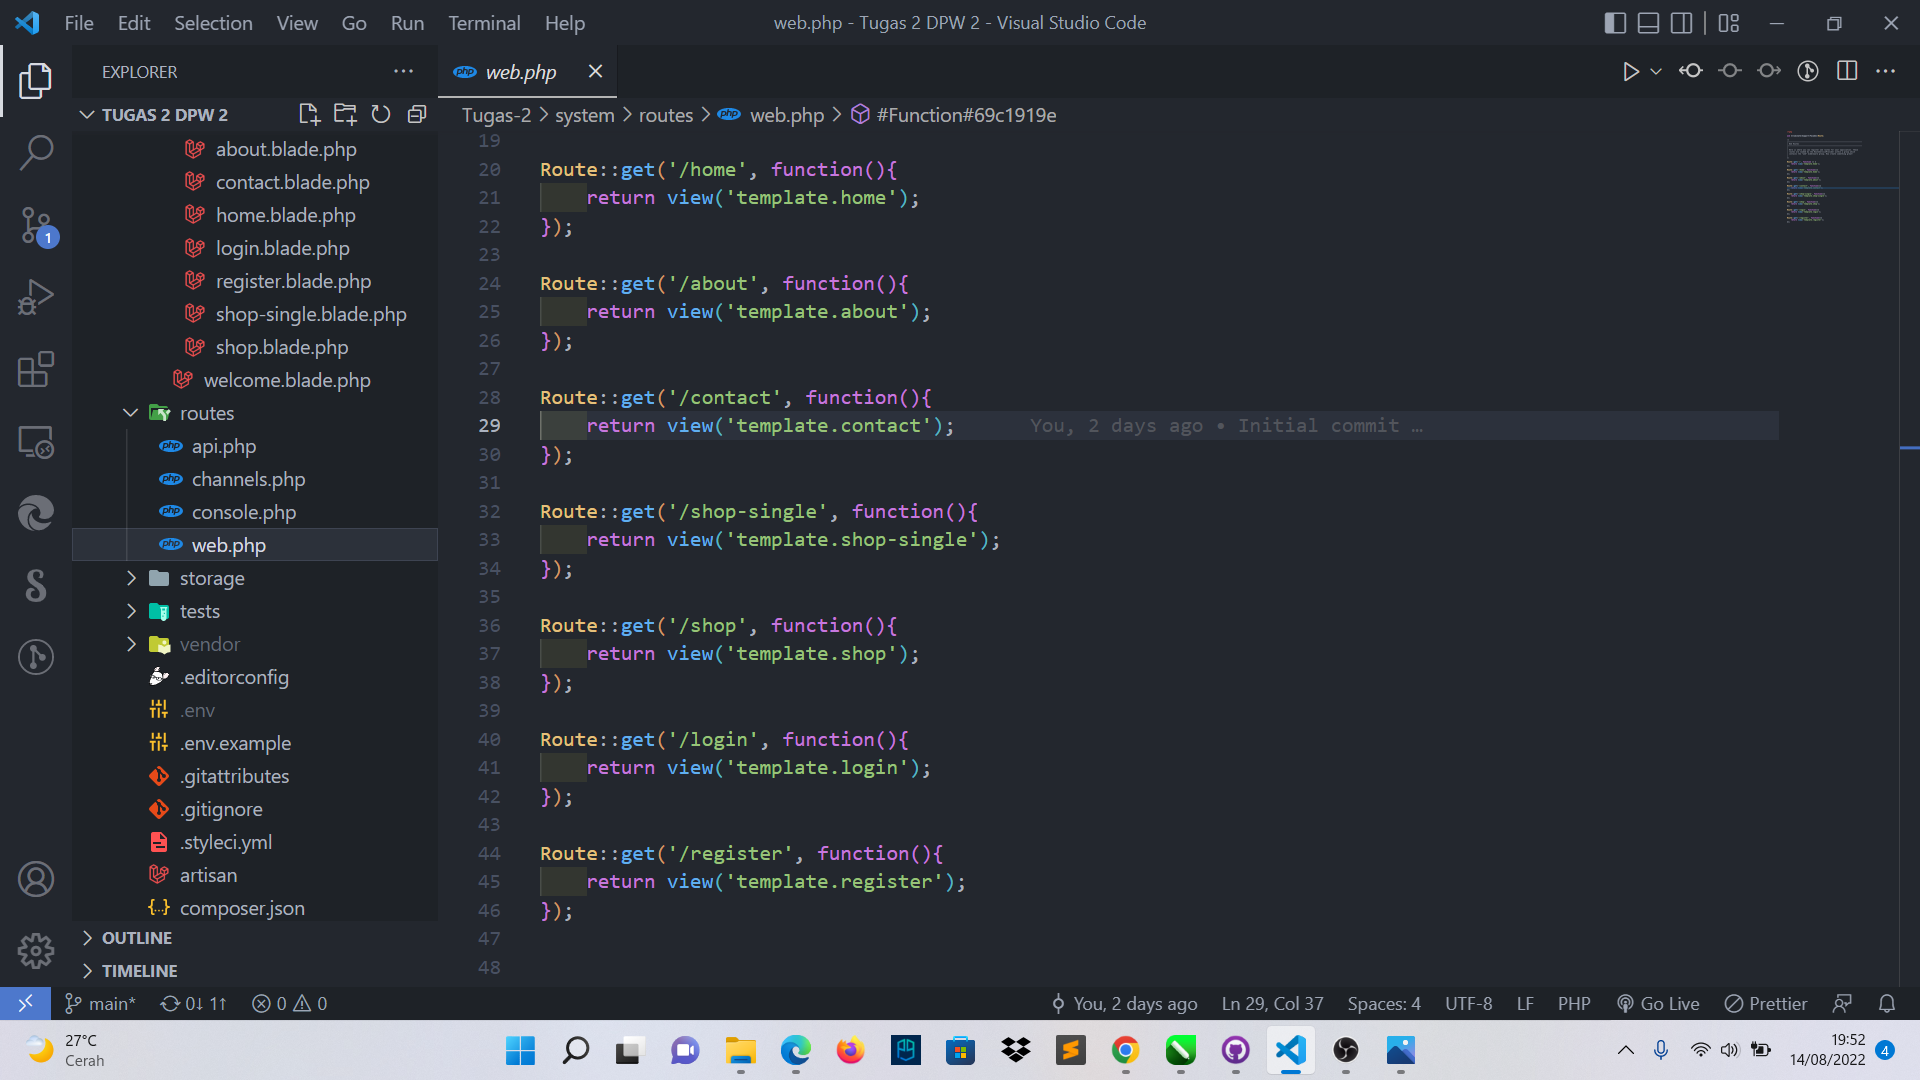 File Edit Selection View Go Run Terminal Help
web.php - Tugas 2 DPW 2 - Visual Studio Code
EXPLORER
TUGAS 2 DPW 2
about.blade.php
contact.blade.php
home.blade.php
login.blade.php
register.blade.php
shop-single.blade.php
shop.blade.php
welcome.blade.php
routes
api.php
channels.php
console.php
web.php
storage
tests
vendor
.editorconfig
.env
.env.example
.gitattributes
.gitignore
.styleci.yml
artisan
composer.json
OUTLINE
TIMELINE
1
php web.php
Tugas-2 > system > routes > web.php > #Function#69c1919e
19
20 Route::get('/home', function(){
21 return view('template.home');
22 });
23
24 Route::get('/about', function(){
25 return view('template.about');
26 });
27
28 Route::get('/contact', function(){
29 return view('template.contact'); You, 2 days ago • Initial commit …
30 });
31
32 Route::get('/shop-single', function(){
33 return view('template.shop-single');
34 });
35
36 Route::get('/shop', function(){
37 return view('template.shop');
38 });
39
40 Route::get('/login', function(){
41 return view('template.login');
42 });
43
44 Route::get('/register', function(){
45 return view('template.register');
46 });
47
48
main* 0↓ 1↑ 0 0
You, 2 days ago Ln 29, Col 37 Spaces: 4 UTF-8 LF PHP Go Live Prettier
27°C
Cerah
19:52
14/08/2022
4